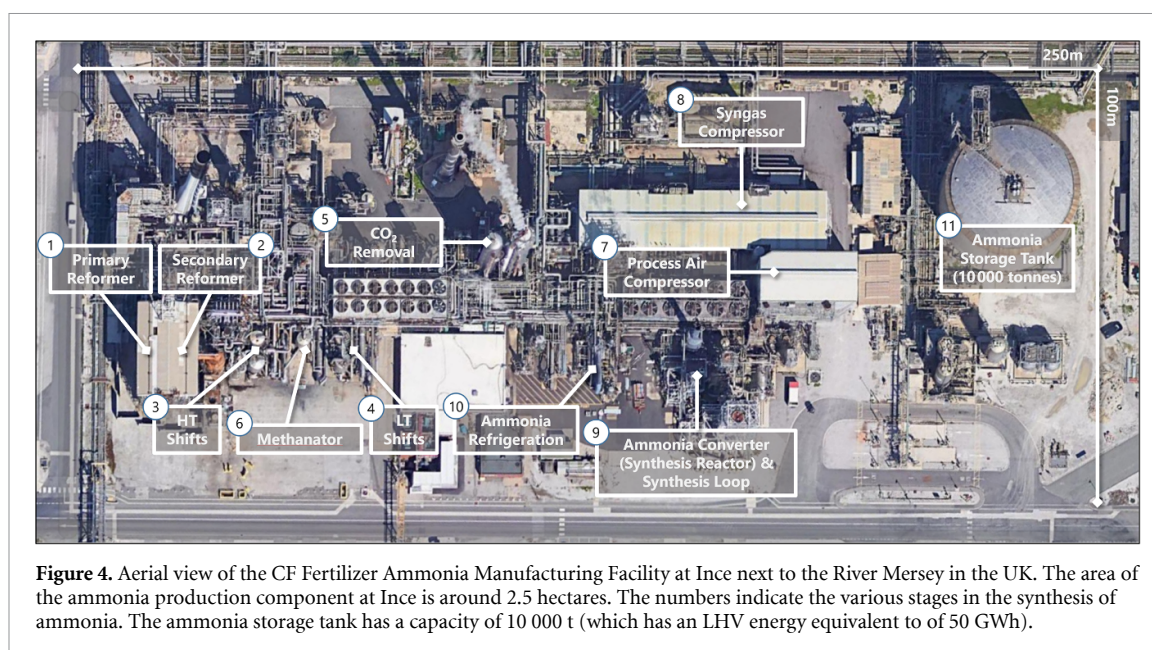 250m
100m
8
Syngas
Compressor
1
Primary
Reformer
Secondary
Reformer
2
5
CO₂
Removal
7
Process Air
Compressor
11
Ammonia
Storage Tank
(10 000 tonnes)
3
HT
Shifts
6
Methanator
4
LT
Shifts
10
Ammonia
Refrigeration
9
Ammonia Converter
(Synthesis Reactor) &
Synthesis Loop
Figure 4. Aerial view of the CF Fertilizer Ammonia Manufacturing Facility at Ince next to the River Mersey in the UK. The area of
the ammonia production component at Ince is around 2.5 hectares. The numbers indicate the various stages in the synthesis of
ammonia. The ammonia storage tank has a capacity of 10 000 t (which has an LHV energy equivalent to of 50 GWh).